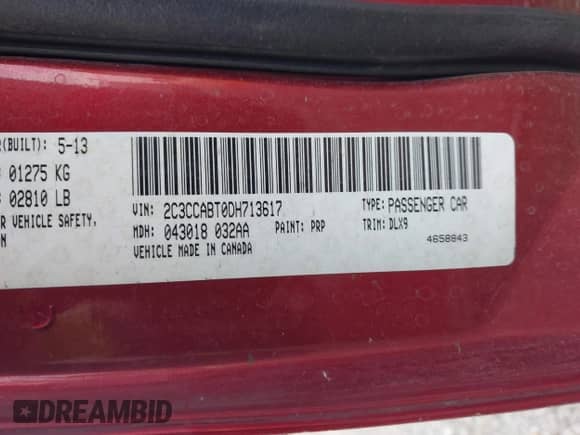 R(BUILT): 5-13
01275 KG
02810 LB
R VEHICLE SAFETY,
N
VIN: 2C3CCABT0DH713617
TYPE: PASSENGER CAR
MDH: 043018 032AA
PAINT: PRP
TRIM: DLX9
VEHICLE MADE IN CANADA
4658843
DREAMBID